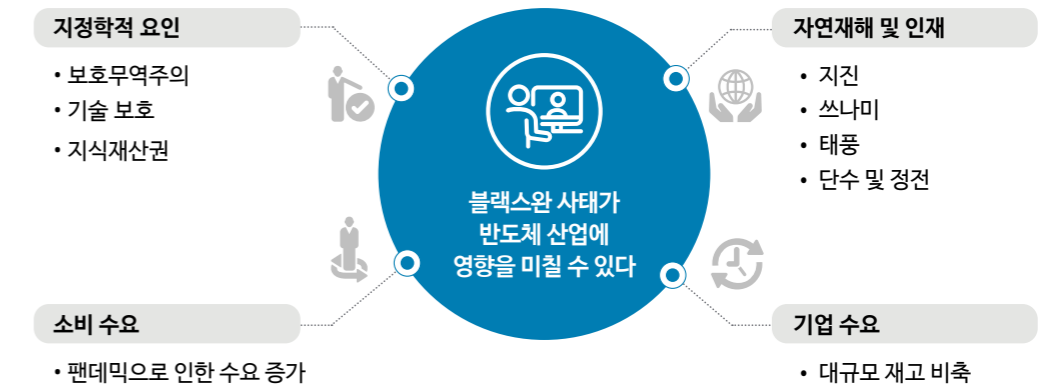 지정학적 요인
• 보호무역주의
• 기술 보호
• 지식재산권
자연재해 및 인재
• 지진
• 쓰나미
• 태풍
• 단수 및 정전
블랙스완 사태가
반도체 산업에
영향을 미칠 수 있다
소비 수요
• 팬데믹으로 인한 수요 증가
기업 수요
• 대규모 재고 비축